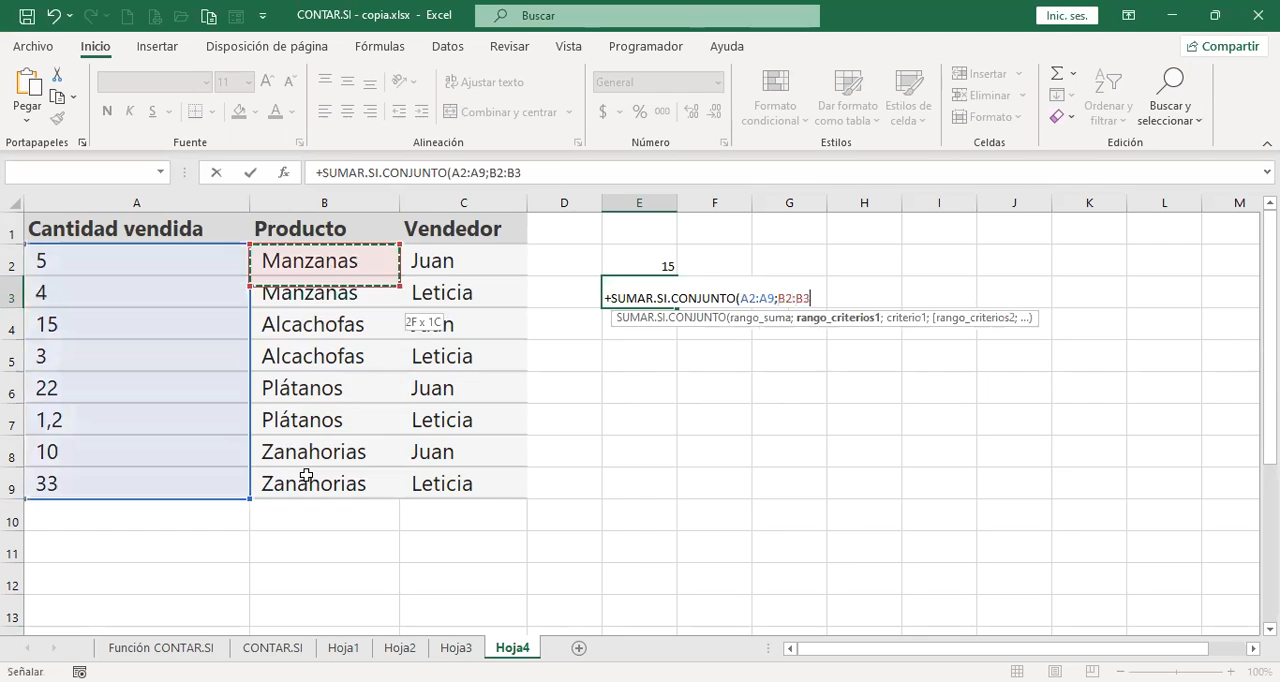 CONTAR.SI - copia.xlsx - Excel
Buscar
Inic. ses.
Archivo Inicio Insertar Disposición de página Fórmulas Datos Revisar Vista Programador Ayuda
Compartir
Pegar
11
N K S
Ajustar texto
Combinar y centrar
General
$ % 000
Formato condicional
Dar formato como tabla
Estilos de celda
Insertar
Eliminar
Formato
Ordenar y filtrar
Buscar y seleccionar
Portapapeles Fuente Alineación Número Estilos Celdas Edición
fx +SUMAR.SI.CONJUNTO(A2:A9;B2:B3
A B C D E F G H I J K L M
1 Cantidad vendida Producto Vendedor
2 5 Manzanas Juan 15
3 4 Manzanas Leticia +SUMAR.SI.CONJUNTO(A2:A9;B2:B3
SUMAR.SI.CONJUNTO(rango_suma; rango_criterios1; criterio1; [rango_criterios2; ...)
2F x 1C
4 15 Alcachofas
5 3 Alcachofas Leticia
6 22 Plátanos Juan
7 1,2 Plátanos Leticia
8 10 Zanahorias Juan
9 33 Zanahorias Leticia
10
11
12
13
Función CONTAR.SI CONTAR.SI Hoja1 Hoja2 Hoja3 Hoja4
Señalar
100%